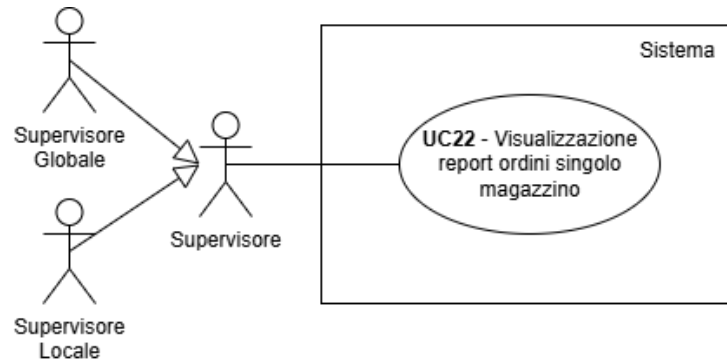 Sistema
Supervisore
Globale
UC22 - Visualizzazione
report ordini singolo
magazzino
Supervisore
Supervisore
Locale